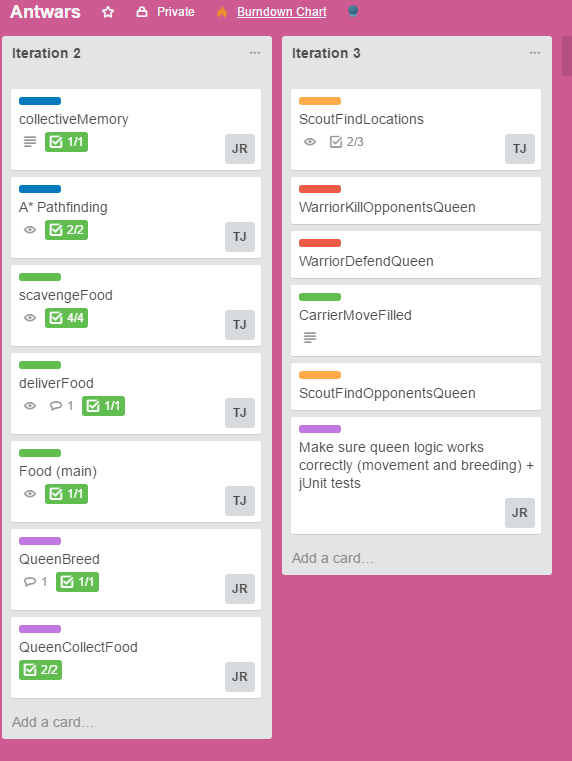 Antwars Private Burndown Chart
Iteration 2
collectiveMemory
1/1
JR
A* Pathfinding
2/2
TJ
scavengeFood
4/4
TJ
deliverFood
1 1/1
TJ
Food (main)
1/1
TJ
QueenBreed
1 1/1
JR
QueenCollectFood
2/2
JR
Add a card…
Iteration 3
ScoutFindLocations
2/3
TJ
WarriorKillOpponentsQueen
WarriorDefendQueen
CarrierMoveFilled
ScoutFindOpponentsQueen
Make sure queen logic works
correctly (movement and breeding) +
jUnit tests
JR
Add a card…